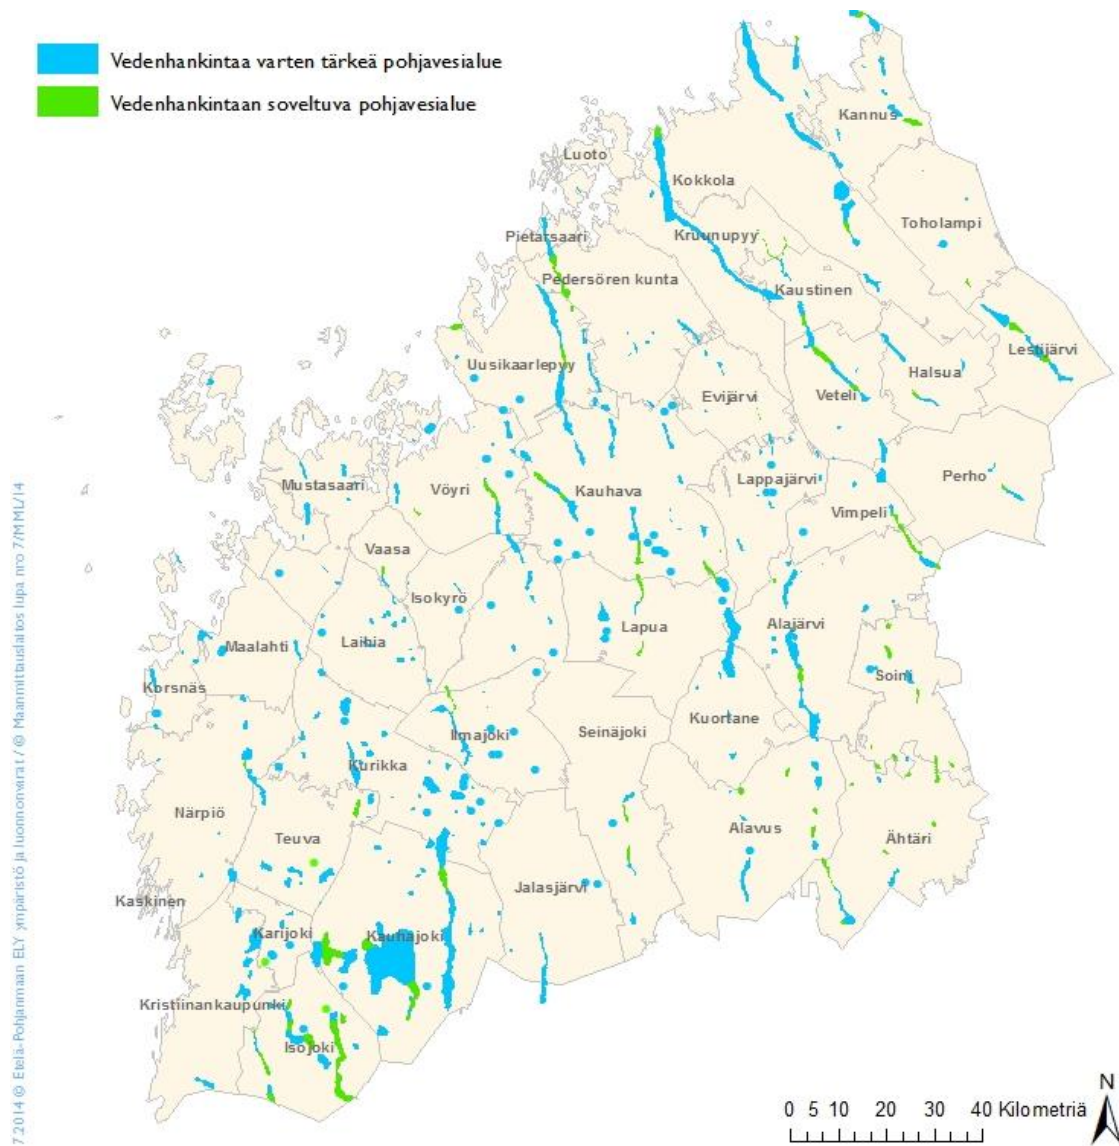 Vedenhankintaa varten tärkeä pohjavesialue
Vedenhankintaan soveltuva pohjavesialue
Kannus
Luoto
Kokkola
Toholampi
Pietarsaari
Kruunupyy
Pedersören kunta
Kaustinen
Lestijärvi
Uusikaarlepyy
Halsua
Evijärvi
Veteli
Mustasaari
Vöyri
Kauhava
Lappajärvi
Perho
Vimpeli
Vaasa
Isokyrö
Lapua
Alajärvi
Maalahti
Laihia
Soini
Korsnäs
Kuortane
Ilmajoki
Seinäjoki
Kurikka
Närpiö
Teuva
Alavus
Ähtäri
Jalasjärvi
Kaskinen
Karijoki
Kauhajoki
Kristiinankaupunki
Isojoki
N
0 5 10 20 30 40 Kilometriä
7.2014 © Etelä-Pohjanmaan ELY ympäristö ja luonnonvarat / © Maanmittauslaitos lupa nro 7/MML/14